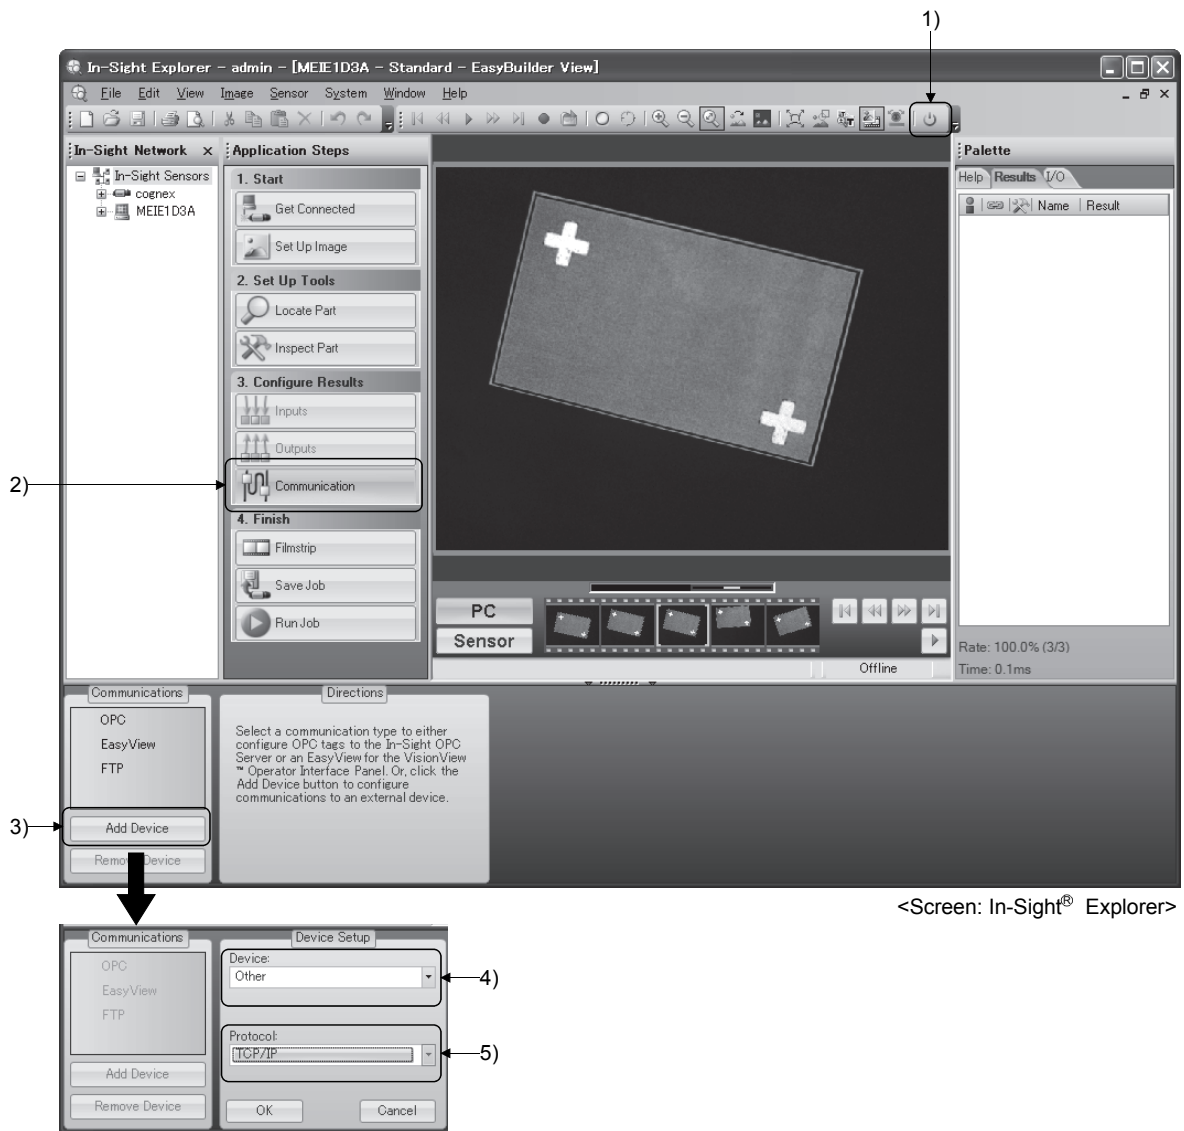 1)
In-Sight Explorer - admin - [MEIE1D3A - Standard - EasyBuilder View]
File Edit View Image Sensor System Window Help
In-Sight Network
In-Sight Sensors
cognex
MEIE1D3A
Application Steps
1. Start
Get Connected
Set Up Image
2. Set Up Tools
Locate Part
Inspect Part
3. Configure Results
Inputs
Outputs
2)
Communication
4. Finish
Filmstrip
Save Job
Run Job
PC
Sensor
Offline
Palette
Help Results I/O
Name Result
Rate: 100.0% (3/3)
Time: 0.1ms
Communications
OPC
EasyView
FTP
3)
Add Device
Remove Device
Directions
Select a communication type to either
configure OPC tags to the In-Sight OPC
Server or an EasyView for the VisionView
™ Operator Interface Panel. Or, click the
Add Device button to configure
communications to an external device.
<Screen: In-Sight® Explorer>
Communications
OPC
EasyView
FTP
Add Device
Remove Device
Device Setup
Device:
Other
4)
Protocol:
TCP/IP
5)
OK Cancel